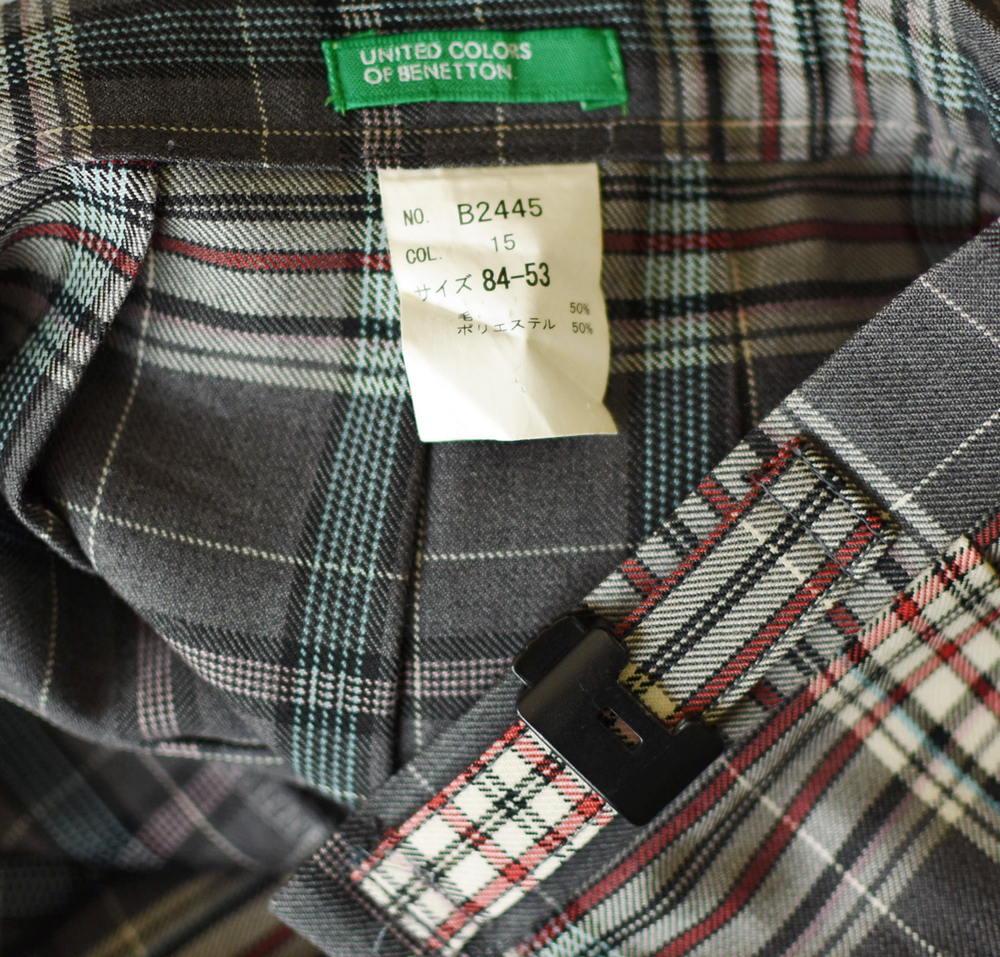 UNITED COLORS
OF BENETTON.
NO. B2445
COL. 15
サイズ 84-53
毛 50%
ポリエステル 50%